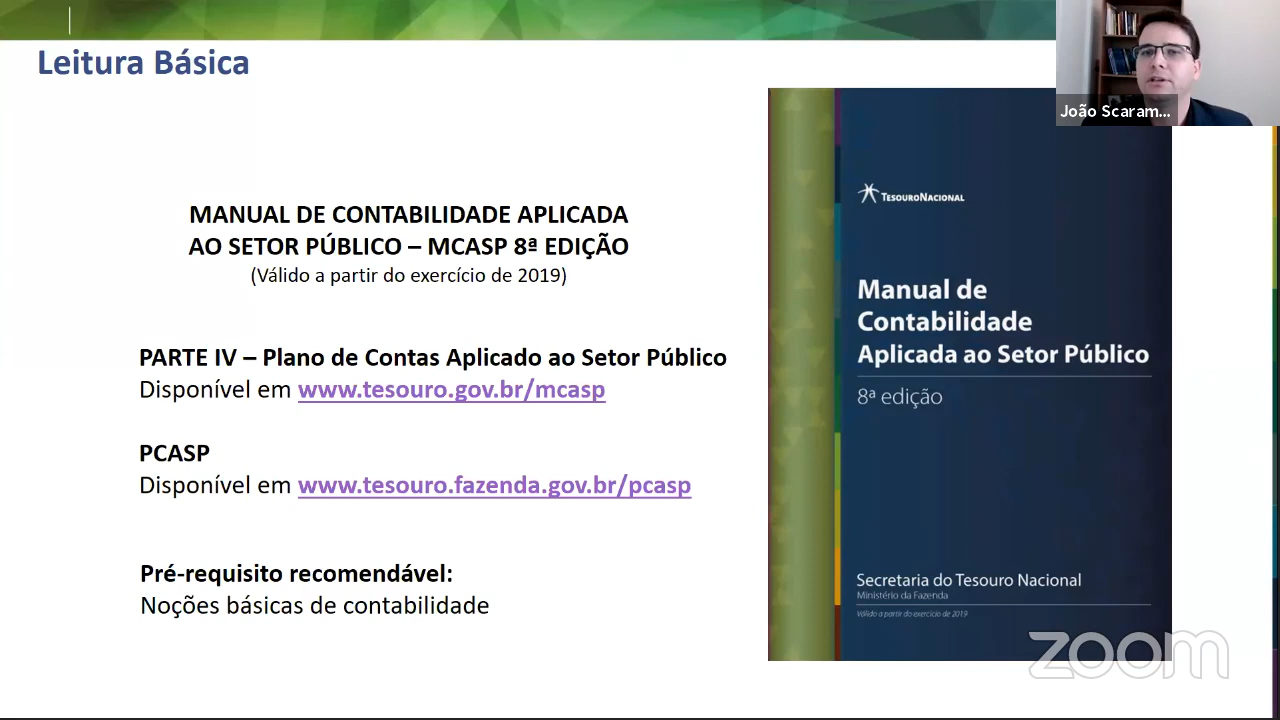 Leitura Básica
João Scaram...
MANUAL DE CONTABILIDADE APLICADA
AO SETOR PÚBLICO – MCASP 8ª EDIÇÃO
(Válido a partir do exercício de 2019)
PARTE IV – Plano de Contas Aplicado ao Setor Público
Disponível em www.tesouro.gov.br/mcasp
PCASP
Disponível em www.tesouro.fazenda.gov.br/pcasp
Pré-requisito recomendável:
Noções básicas de contabilidade
TESOURONACIONAL
Manual de
Contabilidade
Aplicada ao Setor Público
8ª edição
Secretaria do Tesouro Nacional
Ministério da Fazenda
Válido a partir do exercício de 2019
zoom